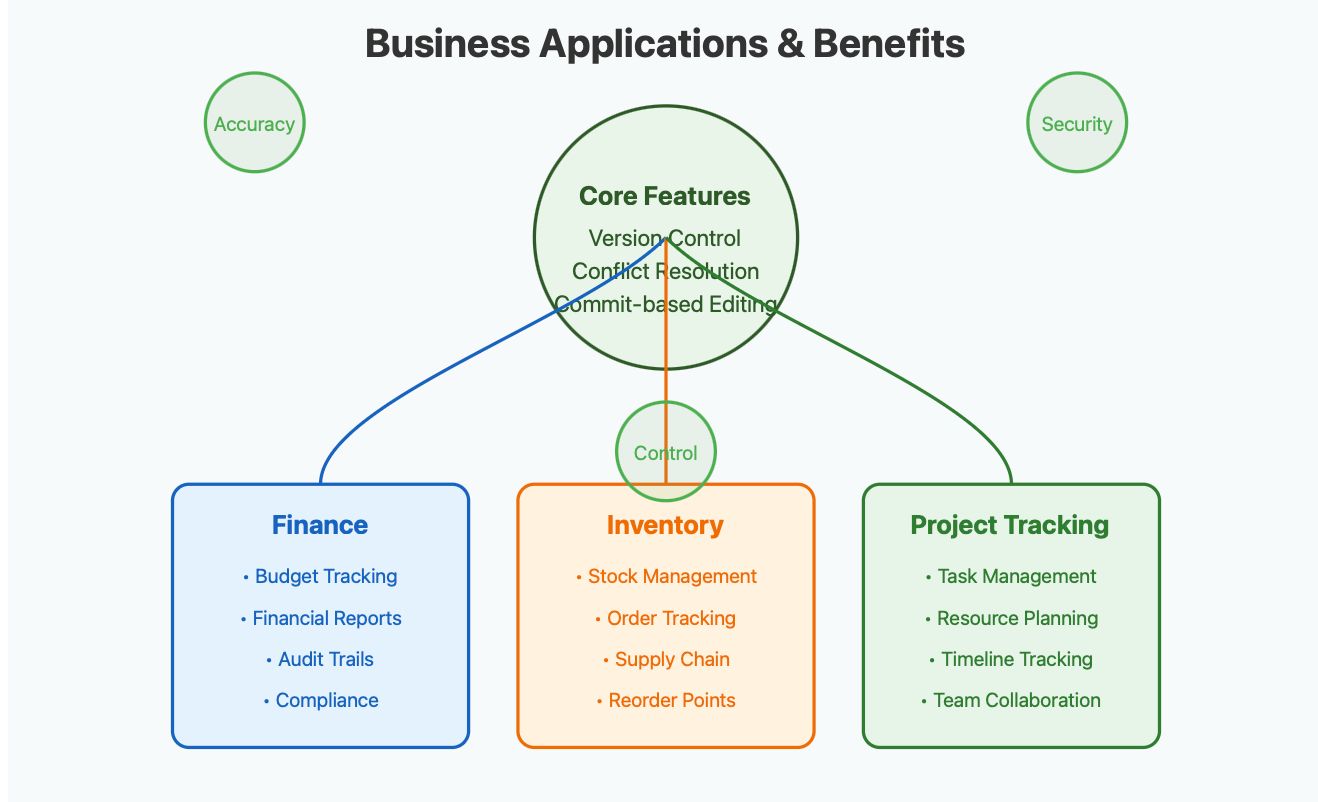 Business Applications & Benefits
Accuracy
Security
Core Features
Version Control
Conflict Resolution
Commit-based Editing
Control
Finance
• Budget Tracking
• Financial Reports
• Audit Trails
• Compliance
Inventory
• Stock Management
• Order Tracking
• Supply Chain
• Reorder Points
Project Tracking
• Task Management
• Resource Planning
• Timeline Tracking
• Team Collaboration